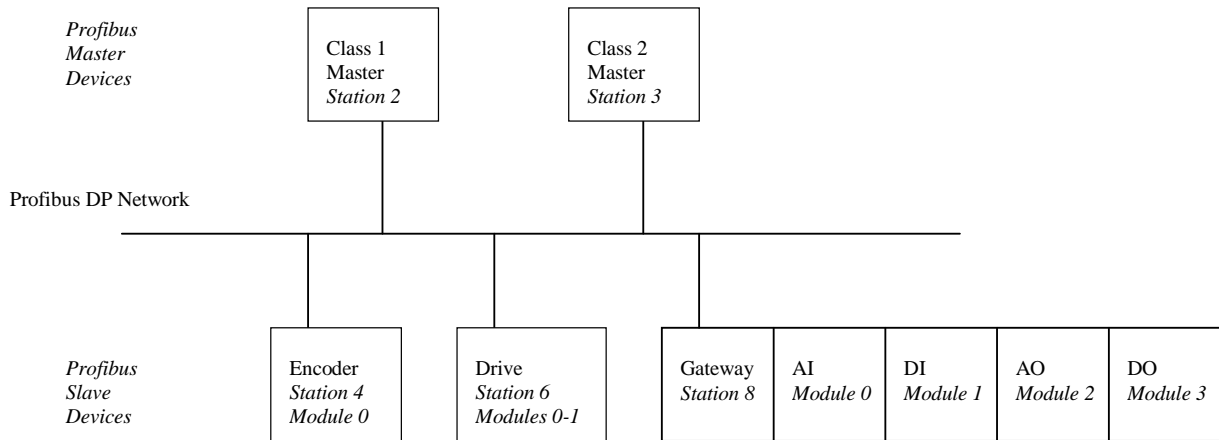 Profibus
Master
Devices
Class 1
Master
Station 2
Class 2
Master
Station 3
Profibus DP Network
Profibus
Slave
Devices
Encoder
Station 4
Module 0
Drive
Station 6
Modules 0-1
Gateway
Station 8
AI
Module 0
DI
Module 1
AO
Module 2
DO
Module 3